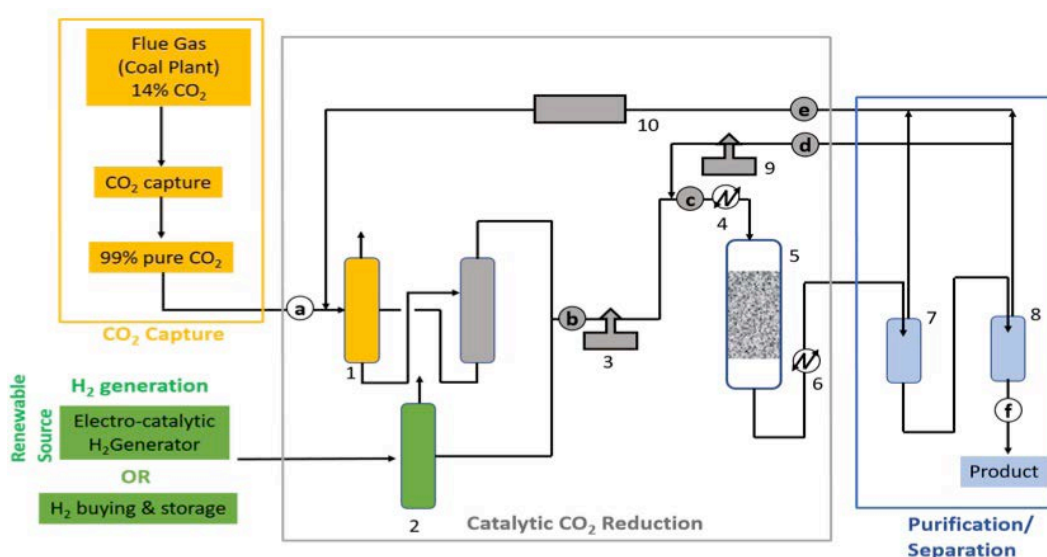 Flue Gas
(Coal Plant)
14% CO₂
CO₂ capture
99% pure CO₂
CO₂ Capture
H₂ generation
Renewable
Source
Electro-catalytic
H₂Generator
OR
H₂ buying & storage
a
1
2
b
3
c
4
5
6
10
e
9
d
7
8
f
Product
Catalytic CO₂ Reduction
Purification/
Separation